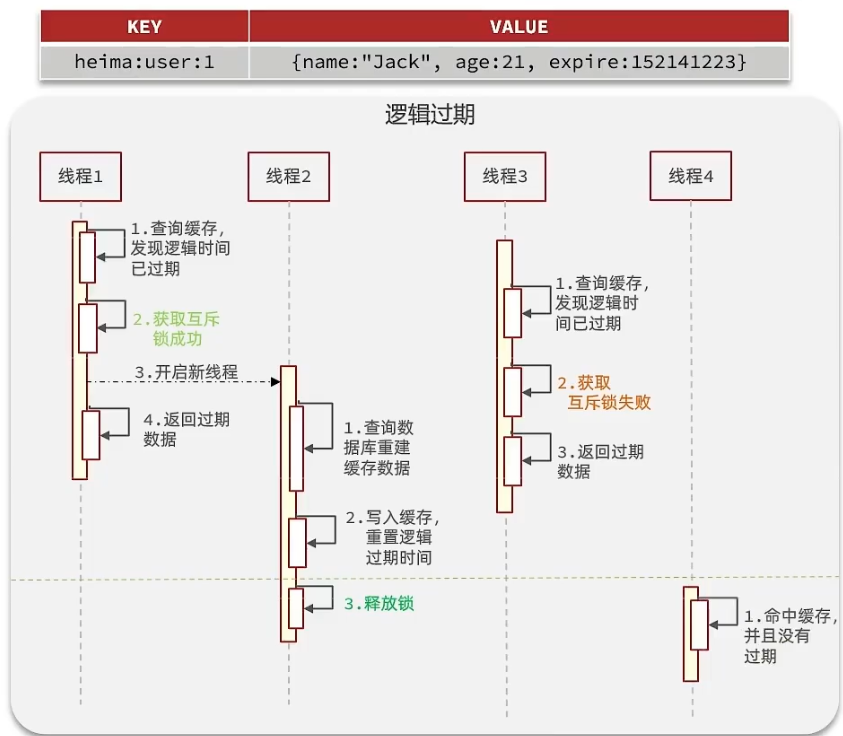 KEY VALUE
heima:user:1 {name:"Jack", age:21, expire:152141223}
逻辑过期
线程1 线程2 线程3 线程4
1.查询缓存,
发现逻辑时间
已过期
2.获取互斥
锁成功
3.开启新线程
4.返回过期
数据
1.查询数
据库重建
缓存数据
2.写入缓存,
重置逻辑
过期时间
3.释放锁
1.查询缓存,
发现逻辑时
间已过期
2.获取
互斥锁失败
3.返回过期
数据
1.命中缓存,
并且没有
过期